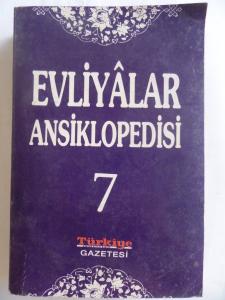 EVLİYÂLAR
ANSİKLOPEDİSİ
7
Türkiye
GAZETESİ